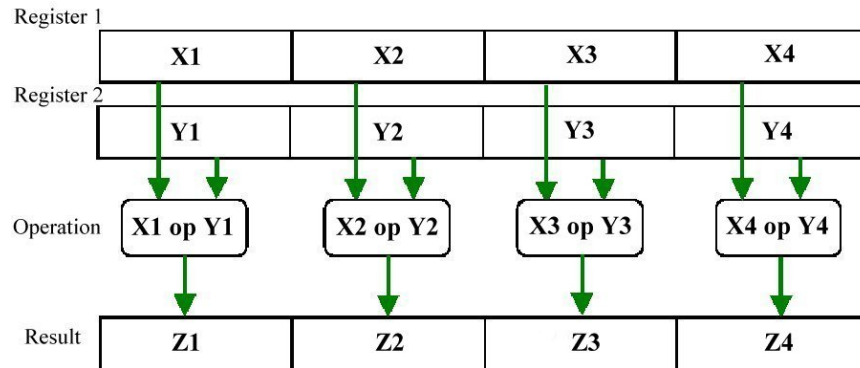 Register 1
X1 X2 X3 X4
Register 2
Y1 Y2 Y3 Y4
Operation X1 op Y1 X2 op Y2 X3 op Y3 X4 op Y4
Result Z1 Z2 Z3 Z4